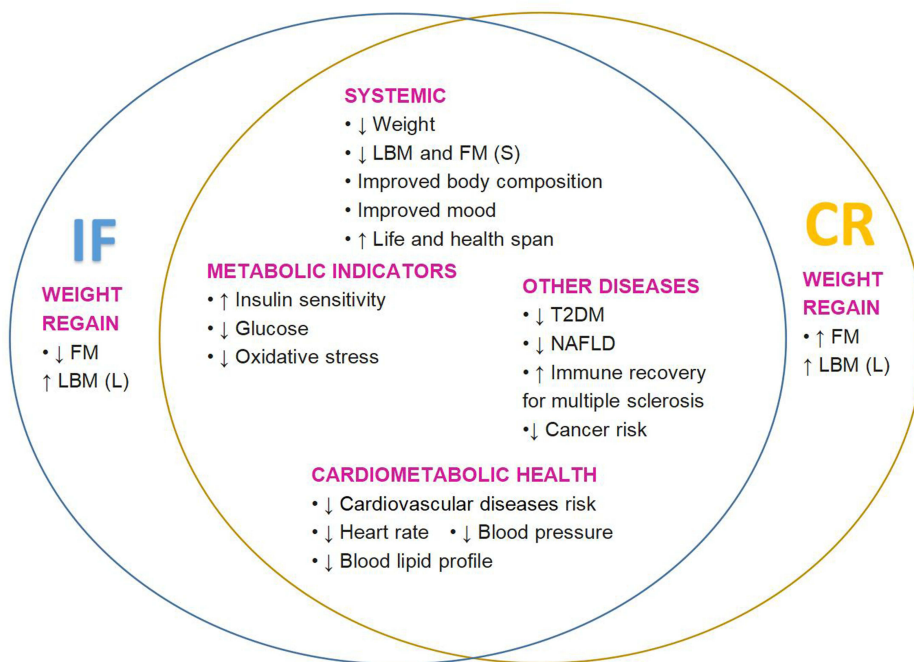 SYSTEMIC
• ↓ Weight
• ↓ LBM and FM (S)
• Improved body composition
• Improved mood
• ↑ Life and health span
IF
WEIGHT
REGAIN
• ↓ FM
↑ LBM (L)
METABOLIC INDICATORS
• ↑ Insulin sensitivity
• ↓ Glucose
• ↓ Oxidative stress
OTHER DISEASES
• ↓ T2DM
• ↓ NAFLD
• ↑ Immune recovery
for multiple sclerosis
•↓ Cancer risk
CR
WEIGHT
REGAIN
• ↑ FM
↑ LBM (L)
CARDIOMETABOLIC HEALTH
• ↓ Cardiovascular diseases risk
• ↓ Heart rate • ↓ Blood pressure
• ↓ Blood lipid profile